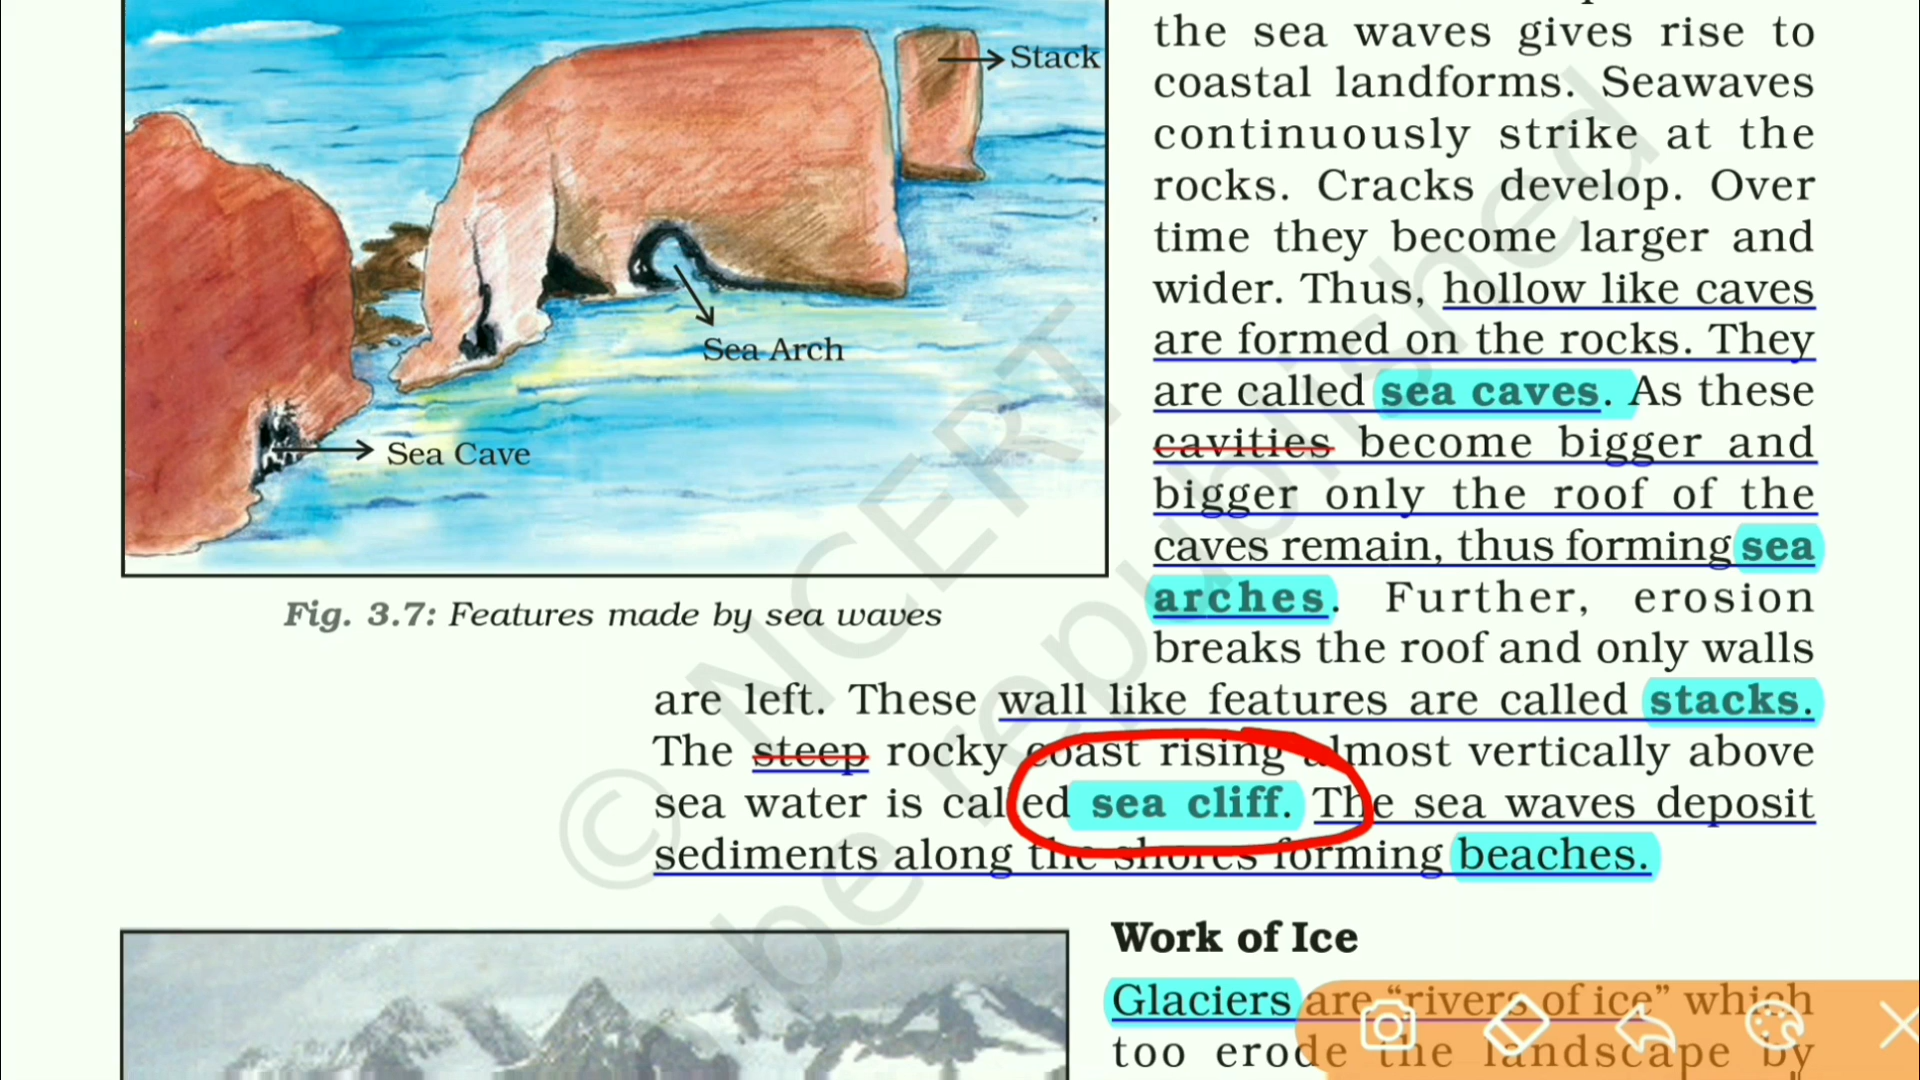 Stack
Sea Arch
Sea Cave
Fig. 3.7: Features made by sea waves
the sea waves gives rise to
coastal landforms. Seawaves
continuously strike at the
rocks. Cracks develop. Over
time they become larger and
wider. Thus, hollow like caves
are formed on the rocks. They
are called sea caves. As these
cavities become bigger and
bigger only the roof of the
caves remain, thus forming sea
arches. Further, erosion
breaks the roof and only walls
are left. These wall like features are called stacks.
The steep rocky coast rising almost vertically above
sea water is called sea cliff. The sea waves deposit
sediments along the shores forming beaches.
Work of Ice
Glaciers are “rivers of ice” which
too erode the landscape by
© NCERT
be republished